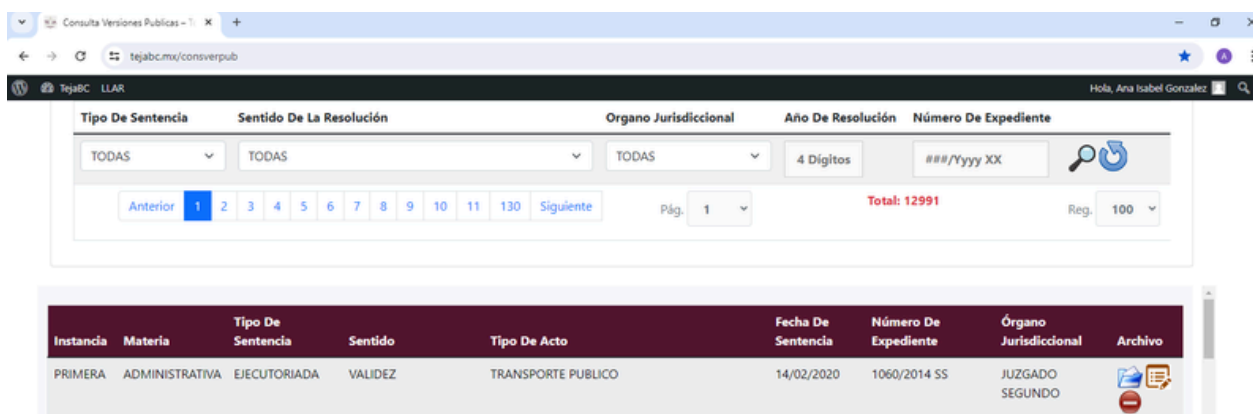 Consulta Versiones Publicas – T
tejabc.mx/consverpub
A
TejaBC LLAR Hola, Ana Isabel Gonzalez
Tipo De Sentencia Sentido De La Resolución Organo Jurisdiccional Año De Resolución Número De Expediente
TODAS TODAS TODAS 4 Dígitos ###/Yyyy XX
Anterior 1 2 3 4 5 6 7 8 9 10 11 130 Siguiente Pág. 1 Total: 12991 Reg. 100
Instancia Materia Tipo De Sentencia Sentido Tipo De Acto Fecha De Sentencia Número De Expediente Órgano Jurisdiccional Archivo
PRIMERA ADMINISTRATIVA EJECUTORIADA VALIDEZ TRANSPORTE PUBLICO 14/02/2020 1060/2014 SS JUZGADO SEGUNDO